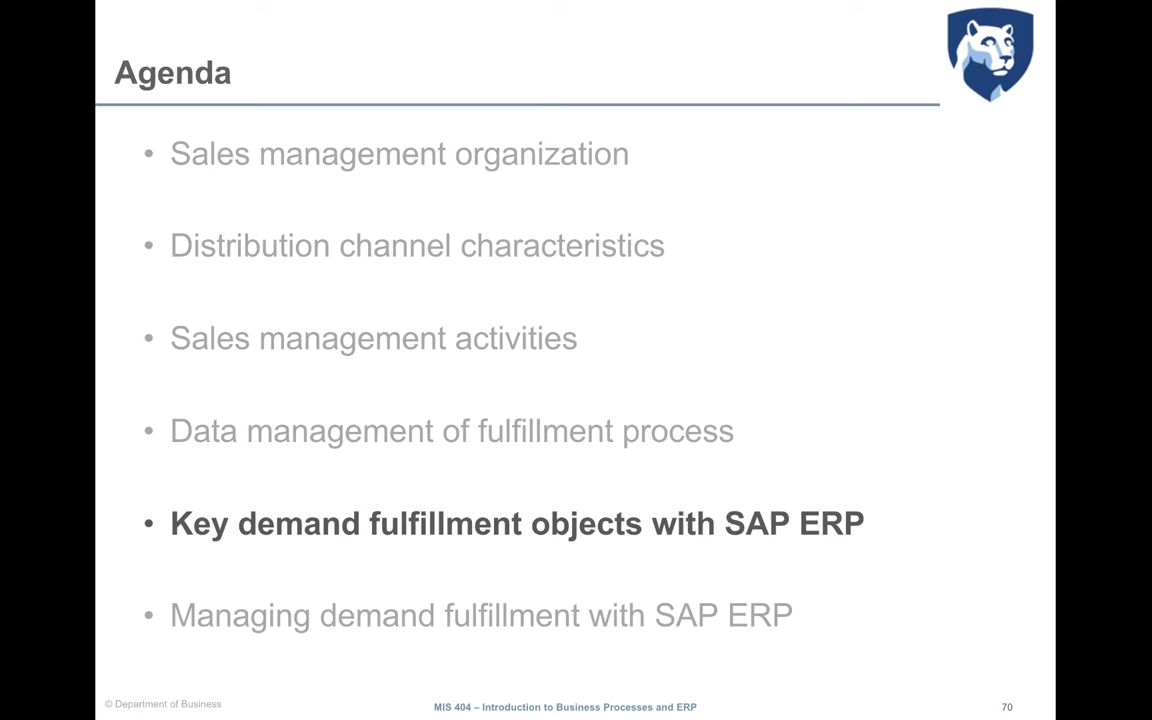 Agenda
• Sales management organization
• Distribution channel characteristics
• Sales management activities
• Data management of fulfillment process
• Key demand fulfillment objects with SAP ERP
• Managing demand fulfillment with SAP ERP
© Department of Business
MIS 404 – Introduction to Business Processes and ERP
70